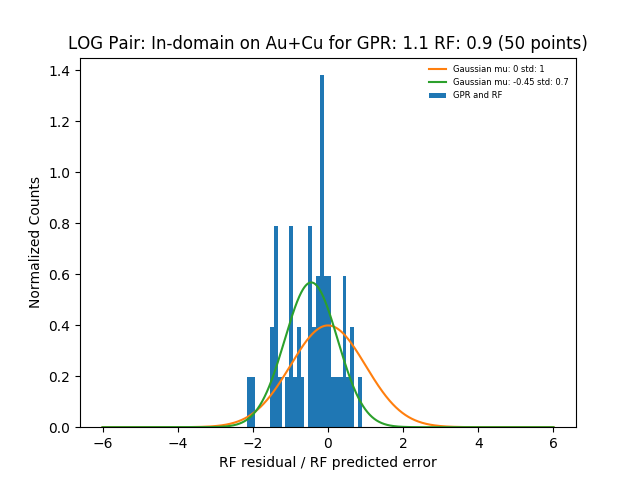 LOG Pair: In-domain on Au+Cu for GPR: 1.1 RF: 0.9 (50 points)
Gaussian mu: 0 std: 1
Gaussian mu: -0.45 std: 0.7
GPR and RF
Normalized Counts
1.4
1.2
1.0
0.8
0.6
0.4
0.2
0.0
−6 −4 −2 0 2 4 6
RF residual / RF predicted error